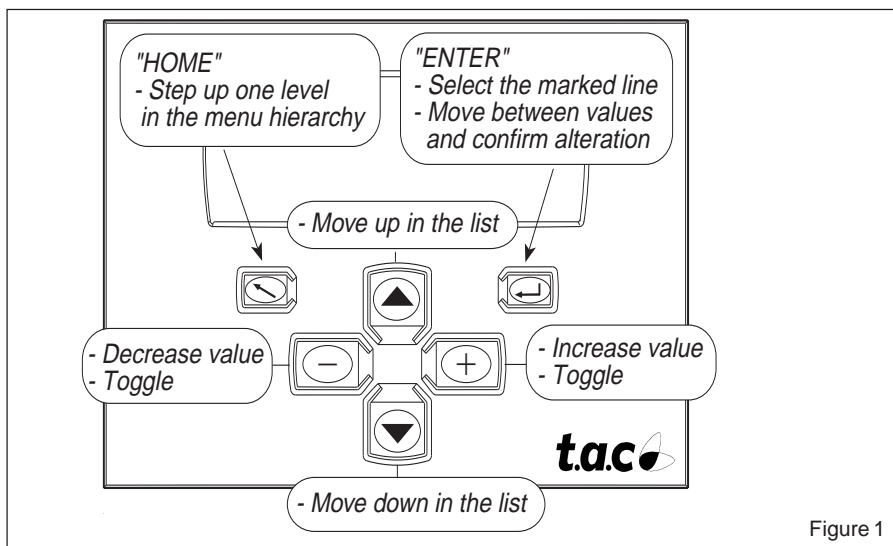 "HOME"
- Step up one level
in the menu hierarchy
"ENTER"
- Select the marked line
- Move between values
and confirm alteration
- Move up in the list
- Decrease value
- Toggle
−
+
- Increase value
- Toggle
t.a.c
- Move down in the list
Figure 1